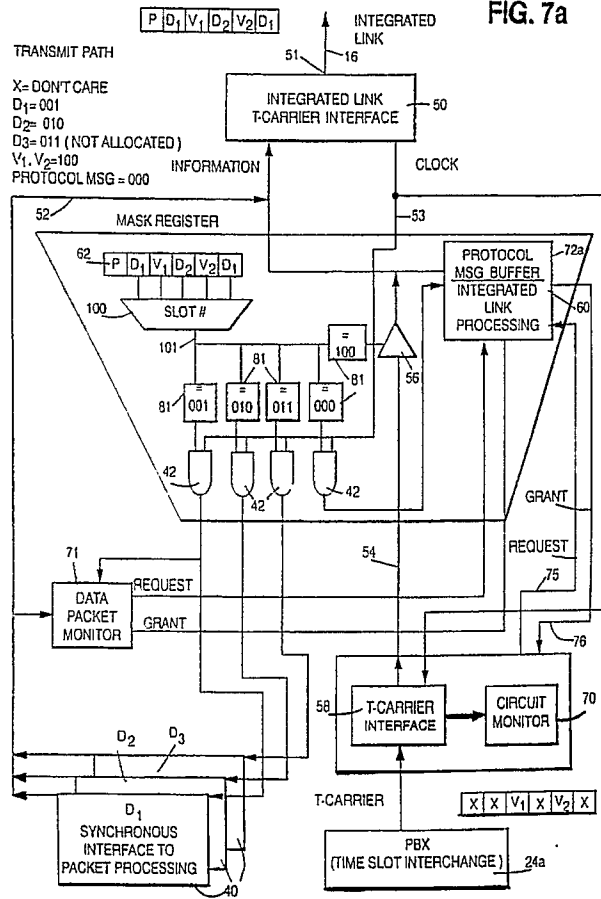 FIG. 7a
P D1 V1 D2 V2 D1
INTEGRATED
LINK
TRANSMIT PATH
51
16
X= DON'T CARE
D1= 001
D2= 010
D3= 011 (NOT ALLOCATED)
V1, V2=100
PROTOCOL MSG = 000
INTEGRATED LINK
T-CARRIER INTERFACE
50
INFORMATION
CLOCK
52
53
MASK REGISTER
62
P D1 V1 D2 V2 D1
100
SLOT #
101
PROTOCOL
MSG BUFFER
INTEGRATED
LINK
PROCESSING
72a
60
= 100
81
56
81
81
81
= 001
= 010
= 011
= 000
42
42
42
42
GRANT
REQUEST
54
75
71
DATA
PACKET
MONITOR
REQUEST
GRANT
76
58
T-CARRIER
INTERFACE
CIRCUIT
MONITOR
70
D3
D2
D1
SYNCHRONOUS
INTERFACE TO
PACKET PROCESSING
40
T-CARRIER
X X V1 X V2 X
PBX
(TIME SLOT INTERCHANGE)
24a